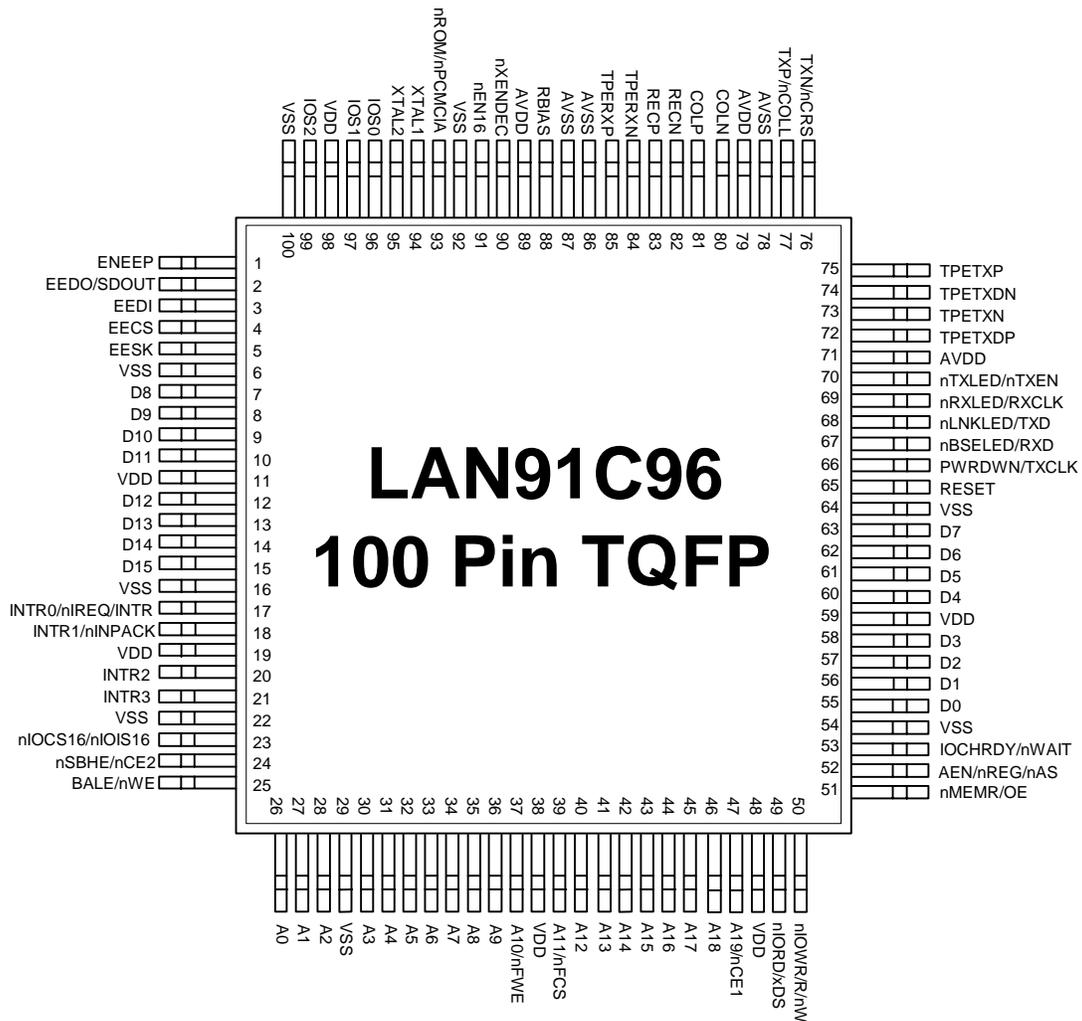 nROM/nPCMCIA
VSS
IOS2
VDD
IOS1
IOS0
XTAL2
XTAL1
VSS
nEN16
nXENDEC
AVDD
RBIAS
AVSS
AVSS
TPERXP
TPERXN
RECP
RECN
COLP
COLN
AVDD
AVSS
TXP/nCOLL
TXN/nCRS
100
99
98
97
96
95
94
93
92
91
90
89
88
87
86
85
84
83
82
81
80
79
78
77
76
ENEEP 1
EEDO/SDOUT 2
EEDI 3
EECS 4
EESK 5
VSS 6
D8 7
D9 8
D10 9
D11 10
VDD 11
D12 12
D13 13
D14 14
D15 15
VSS 16
INTR0/nIREQ/INTR 17
INTR1/nINPACK 18
VDD 19
INTR2 20
INTR3 21
VSS 22
nIOCS16/nIOIS16 23
nSBHE/nCE2 24
BALE/nWE 25
LAN91C96
100 Pin TQFP
75 TPETXP
74 TPETXDN
73 TPETXN
72 TPETXDP
71 AVDD
70 nTXLED/nTXEN
69 nRXLED/RXCLK
68 nLNKLED/TXD
67 nBSELED/RXD
66 PWRDWN/TXCLK
65 RESET
64 VSS
63 D7
62 D6
61 D5
60 D4
59 VDD
58 D3
57 D2
56 D1
55 D0
54 VSS
53 IOCHRDY/nWAIT
52 AEN/nREG/nAS
51 nMEMR/OE
26
27
28
29
30
31
32
33
34
35
36
37
38
39
40
41
42
43
44
45
46
47
48
49
50
A0
A1
A2
VSS
A3
A4
A5
A6
A7
A8
A9
A10/nFWE
VDD
A11/nFCS
A12
A13
A14
A15
A16
A17
A18
A19/nCE1
VDD
nIORD/xDS
nIOWR/R/nW